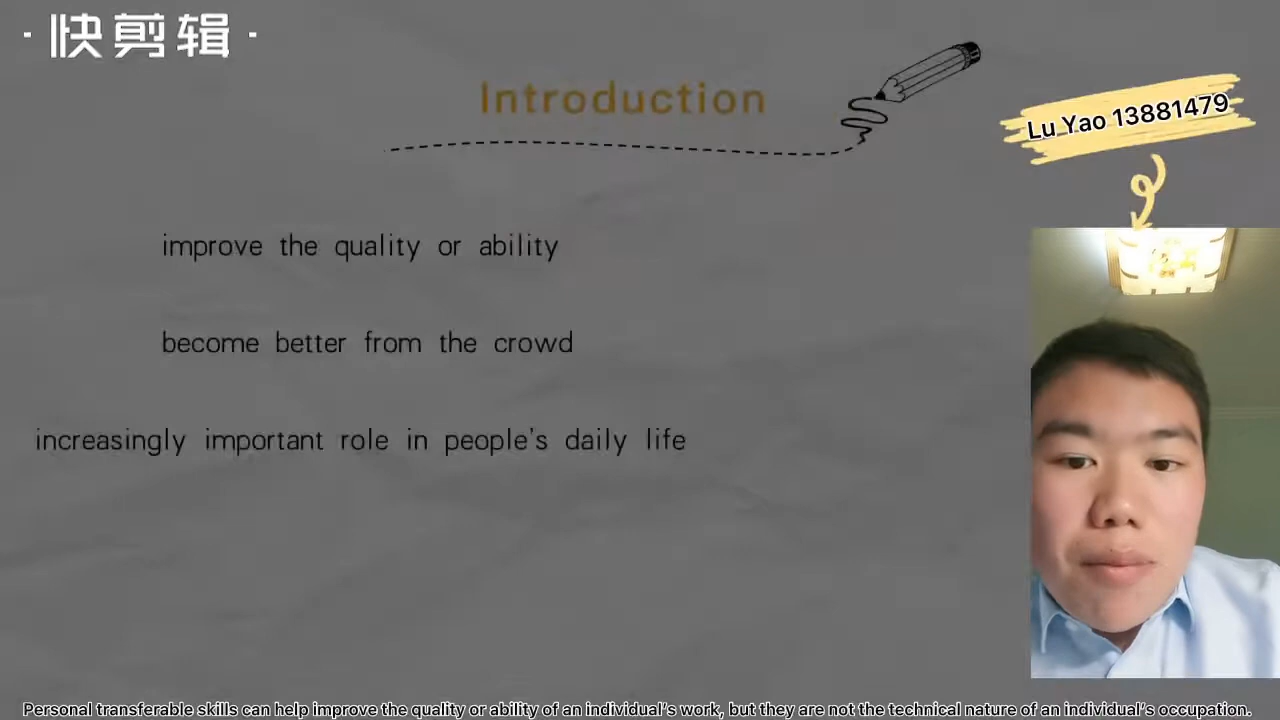 · 快剪辑 ·
Introduction
Lu Yao 13881479
improve the quality or ability
become better from the crowd
increasingly important role in people's daily life
Personal transferable skills can help improve the quality or ability of an individual's work, but they are not the technical nature of an individual's occupation.